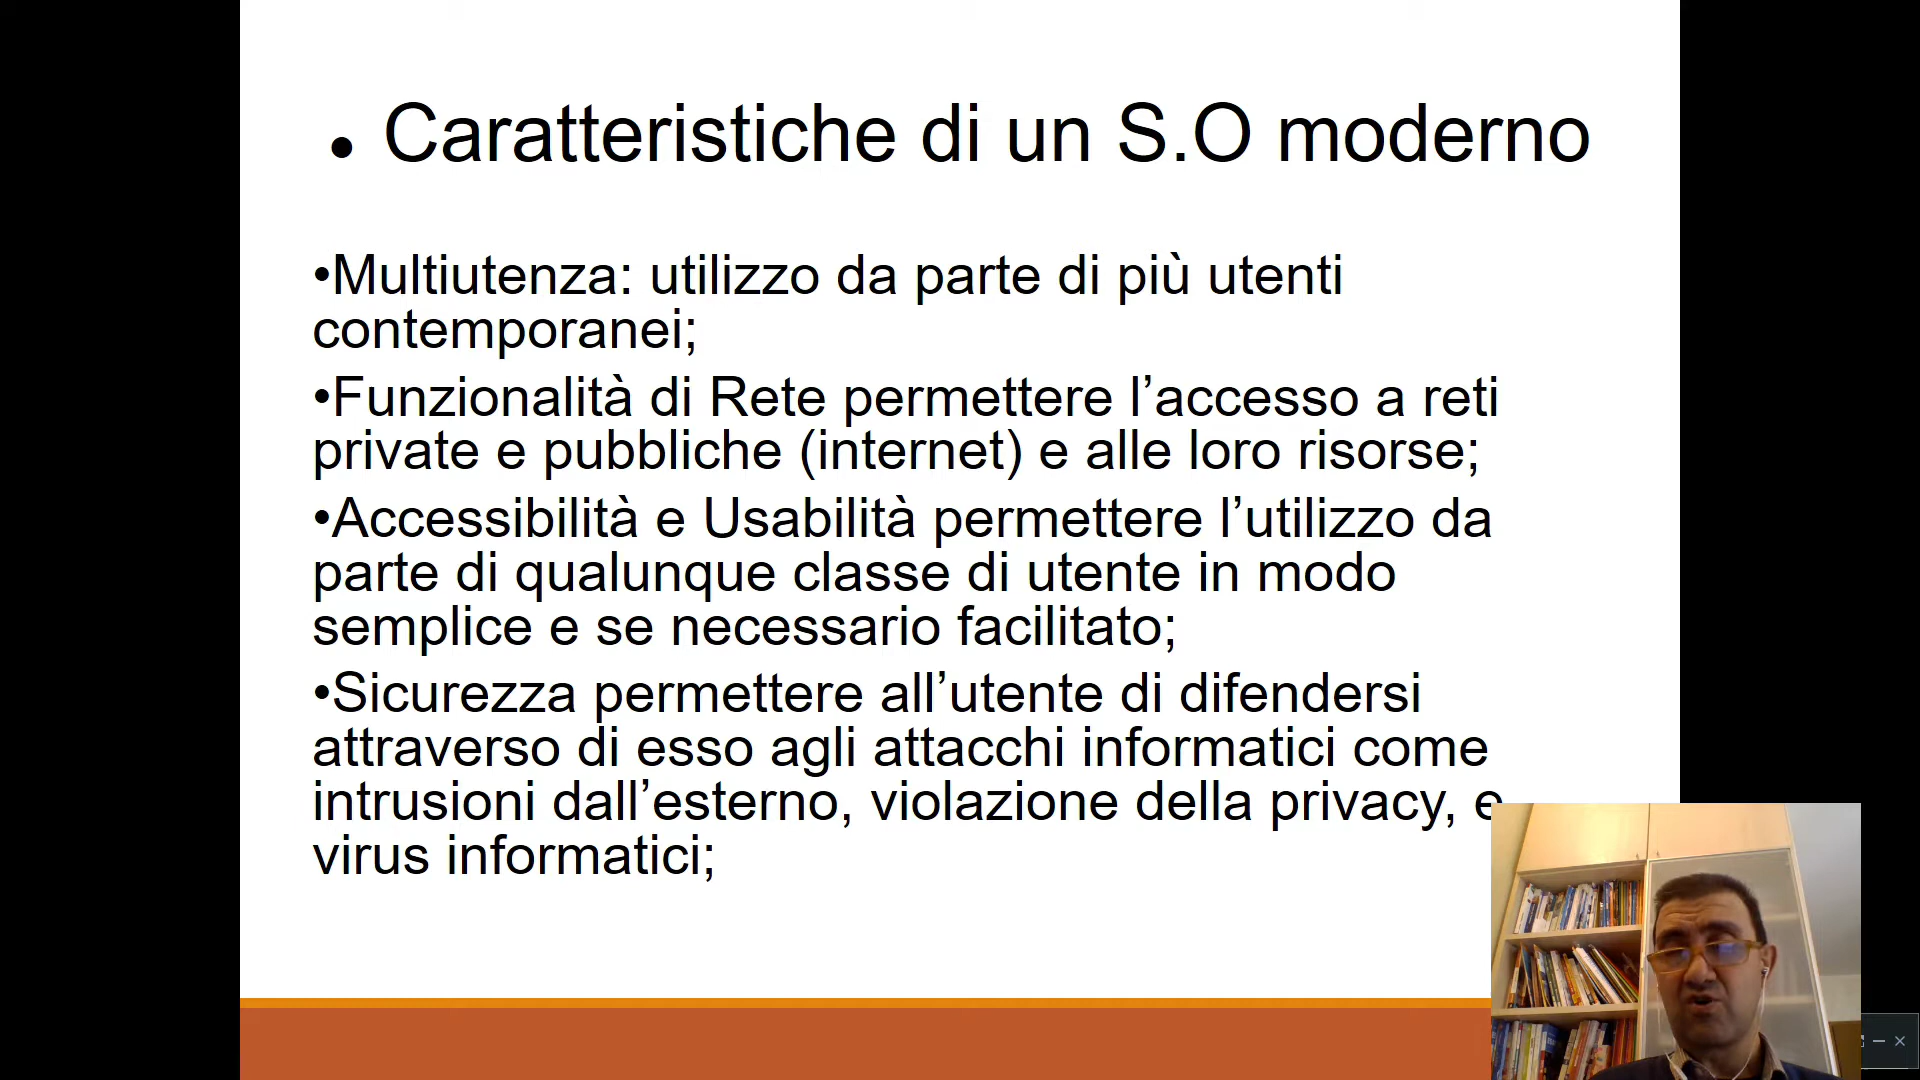 • Caratteristiche di un S.O moderno
•Multiutenza: utilizzo da parte di più utenti
contemporanei;
•Funzionalità di Rete permettere l’accesso a reti
private e pubbliche (internet) e alle loro risorse;
•Accessibilità e Usabilità permettere l’utilizzo da
parte di qualunque classe di utente in modo
semplice e se necessario facilitato;
•Sicurezza permettere all’utente di difendersi
attraverso di esso agli attacchi informatici come
intrusioni dall’esterno, violazione della privacy, e
virus informatici;